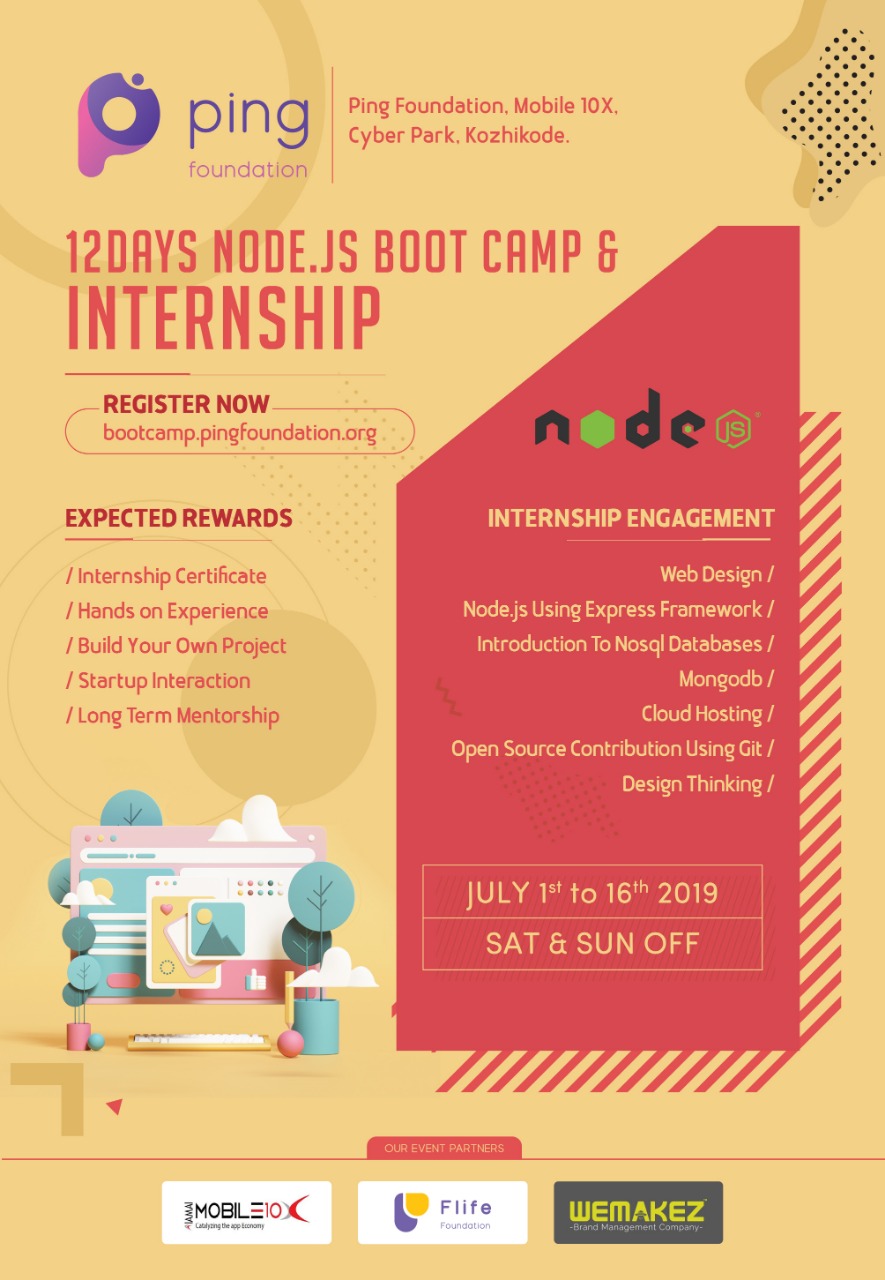 ping
foundation
Ping Foundation, Mobile 10X,
Cyber Park, Kozhikode.
12DAYS NODE.JS BOOT CAMP &
INTERNSHIP
REGISTER NOW
bootcamp.pingfoundation.org
node JS ®
EXPECTED REWARDS
/ Internship Certificate
/ Hands on Experience
/ Build Your Own Project
/ Startup Interaction
/ Long Term Mentorship
INTERNSHIP ENGAGEMENT
Web Design /
Node.js Using Express Framework /
Introduction To Nosql Databases /
Mongodb /
Cloud Hosting /
Open Source Contribution Using Git /
Design Thinking /
JULY 1st to 16th 2019
SAT & SUN OFF
OUR EVENT PARTNERS
IAMAI
MOBILE10X
Catalyzing the app Economy
Flife
Foundation
WEMAKEZ™
-Brand Management Company-